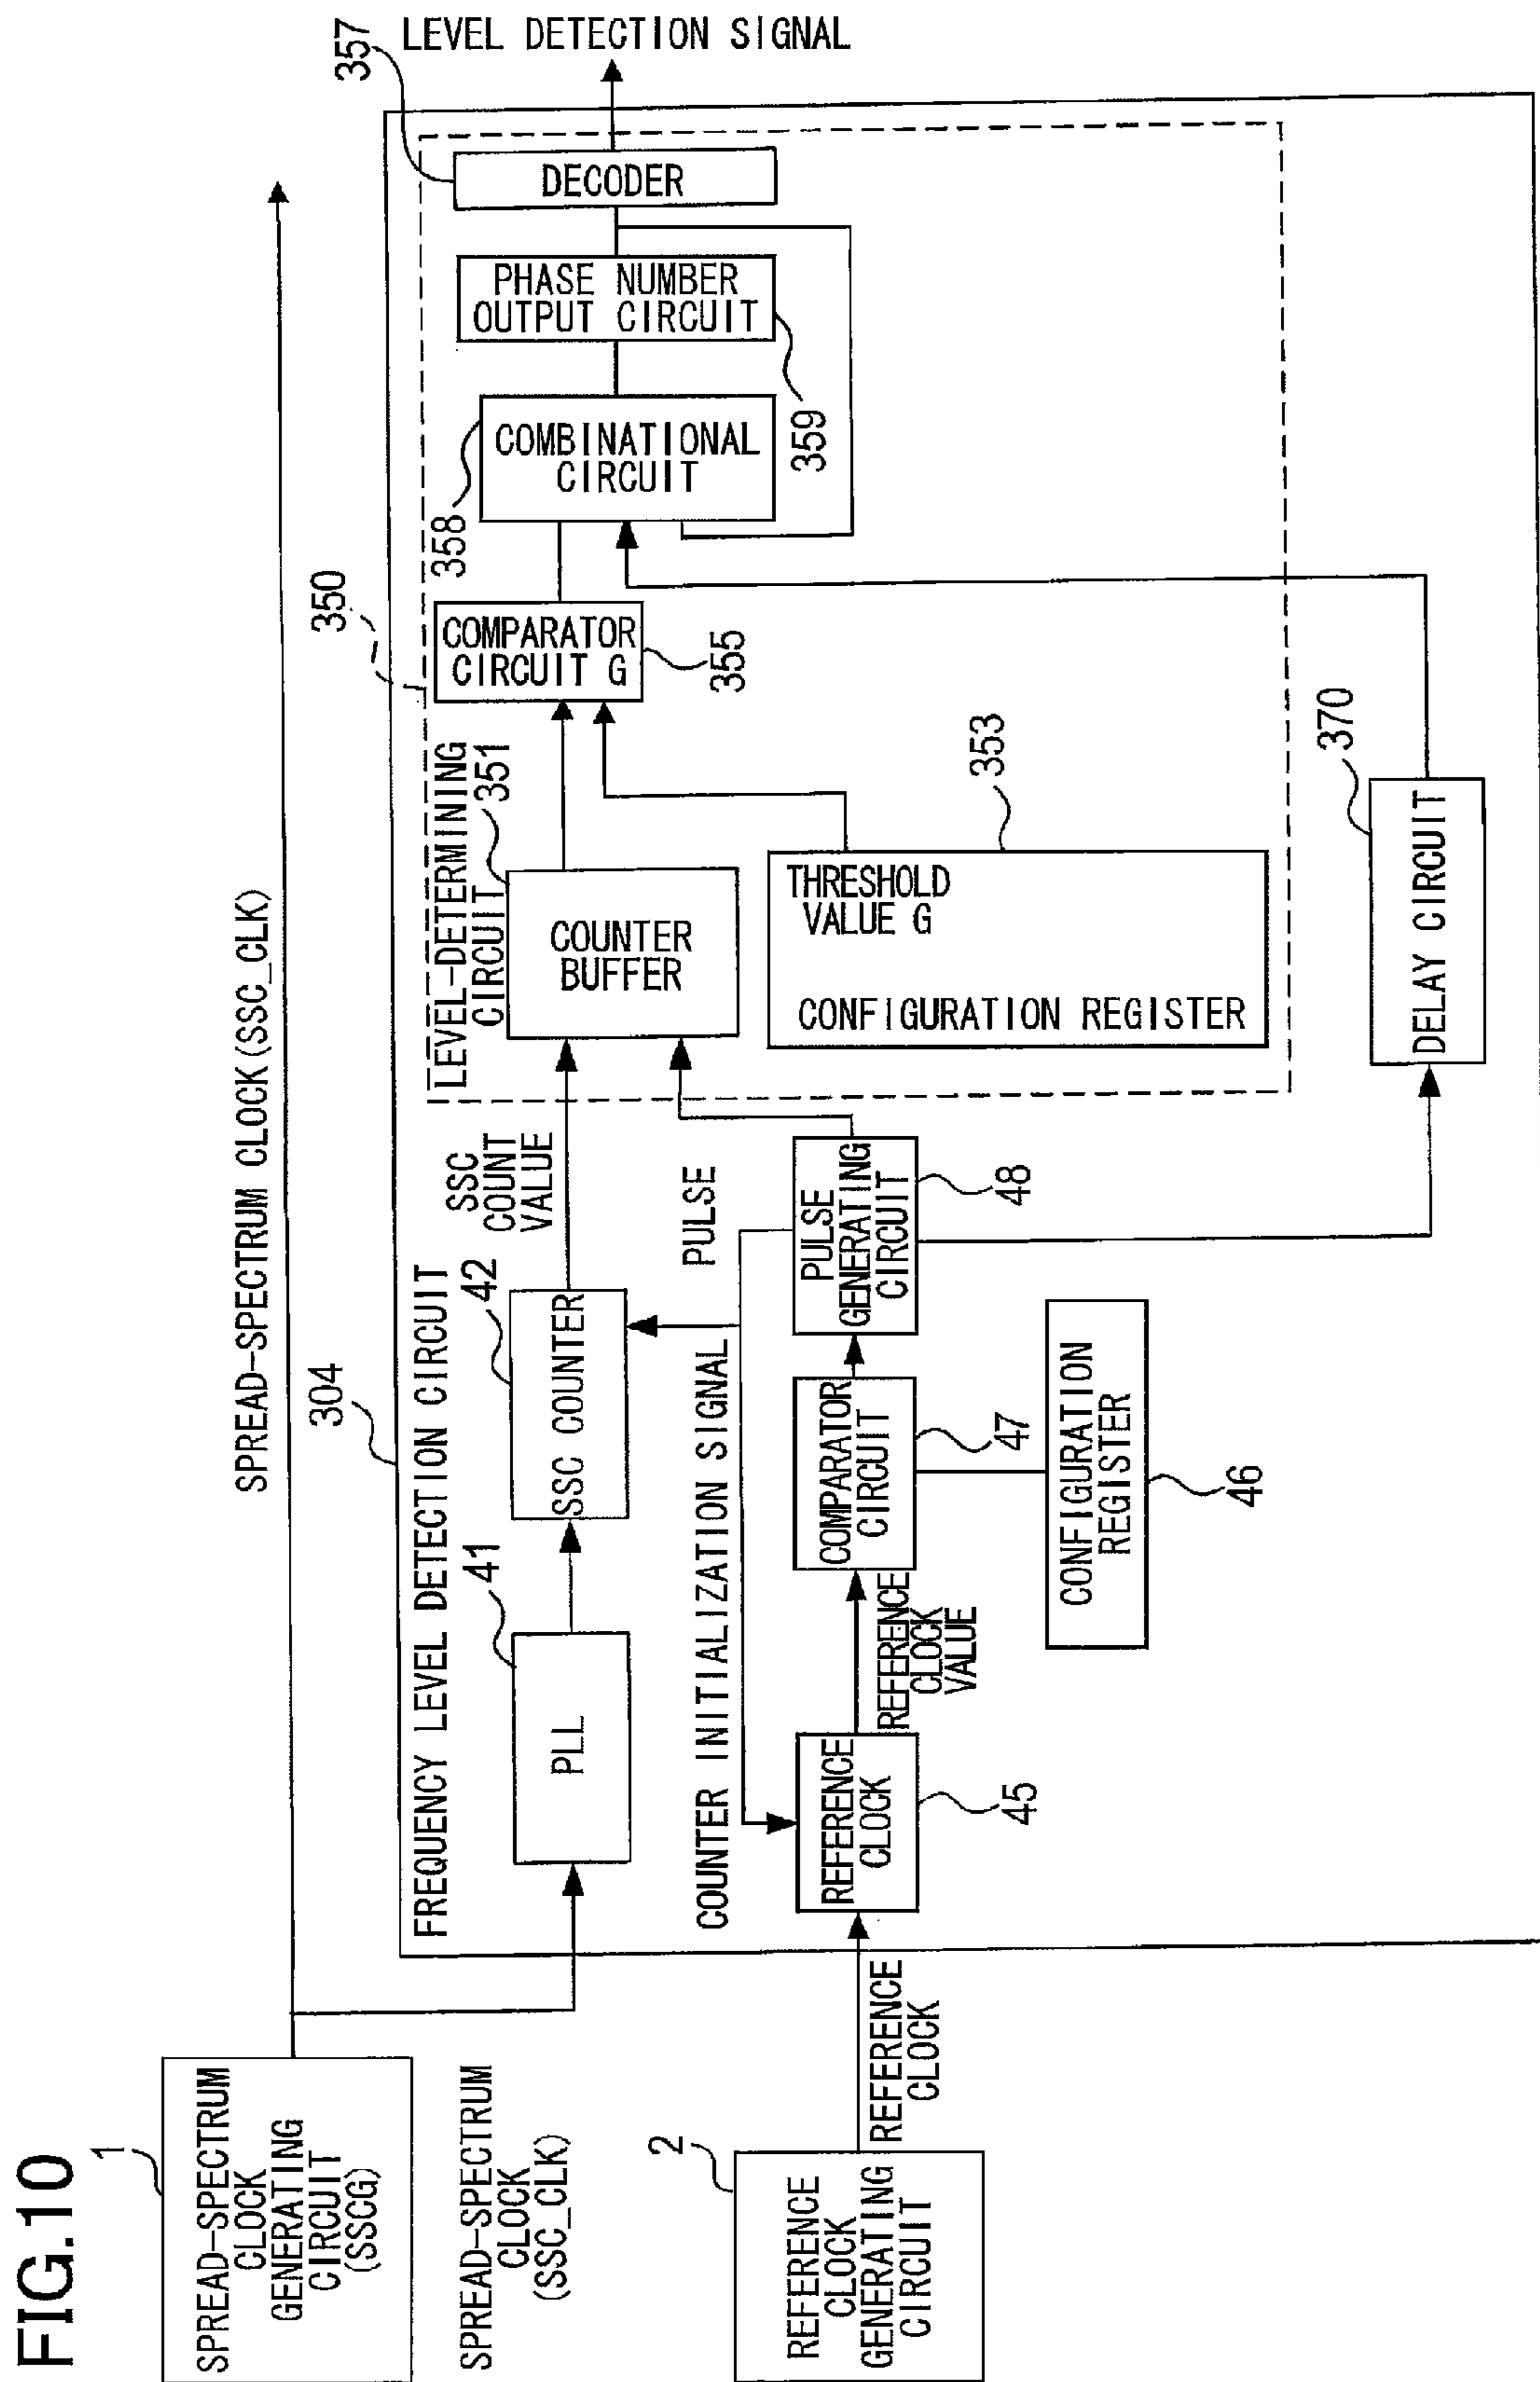 FIG.10
1
SPREAD-SPECTRUM
CLOCK
GENERATING
CIRCUIT
(SSCG)
SPREAD-SPECTRUM CLOCK(SSC_CLK)
SPREAD-SPECTRUM
CLOCK
(SSC_CLK)
2
REFERENCE
CLOCK
GENERATING
CIRCUIT
REFERENCE
CLOCK
304
FREQUENCY LEVEL DETECTION CIRCUIT
41
PLL
42
SSC COUNTER
SSC
COUNT
VALUE
COUNTER INITIALIZATION SIGNAL
PULSE
REFERENCE
CLOCK
45
REFERENCE
CLOCK
VALUE
COMPARATOR
CIRCUIT
47
CONFIGURATION
REGISTER
46
PULSE
GENERATING
CIRCUIT
48
350
LEVEL-DETERMINING
CIRCUIT
351
COUNTER
BUFFER
THRESHOLD
VALUE G
CONFIGURATION REGISTER
353
COMPARATOR
CIRCUIT G
355
358
COMBINATIONAL
CIRCUIT
PHASE NUMBER
OUTPUT CIRCUIT
359
DECODER
357
LEVEL DETECTION SIGNAL
DELAY CIRCUIT
370